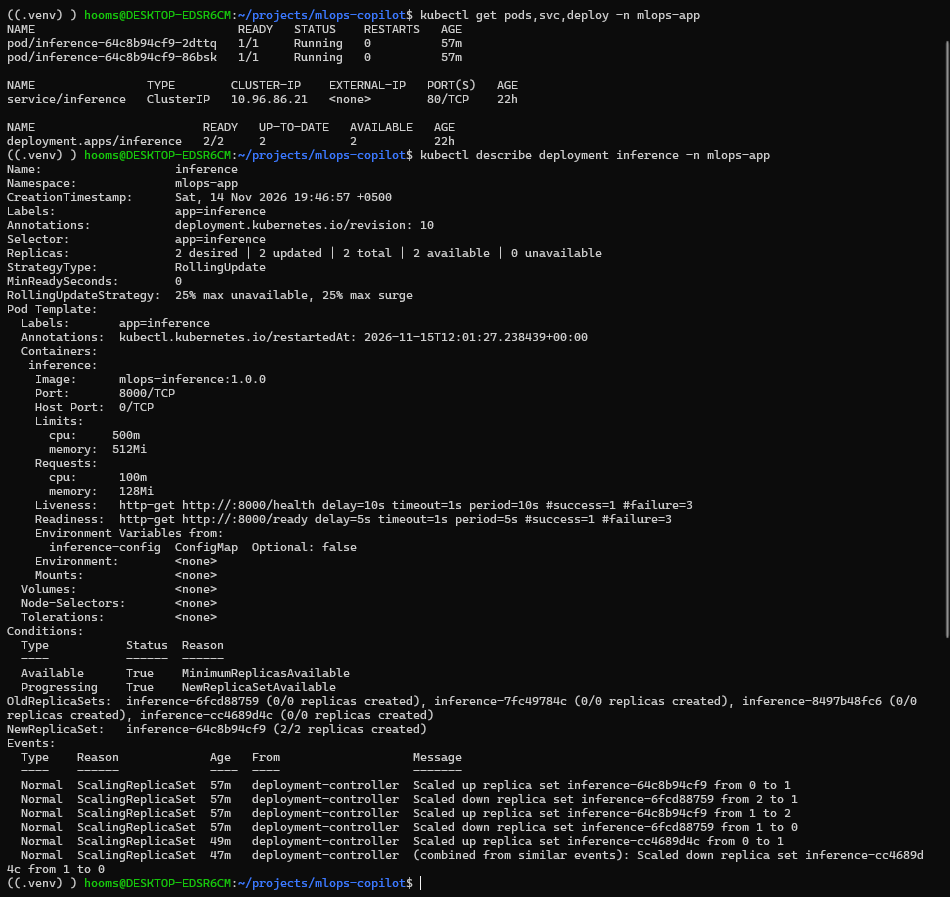 ((.venv) ) hooms@DESKTOP-EDSR6CM:~/projects/mlops-copilot$ kubectl get pods,svc,deploy -n mlops-app
NAME                             READY   STATUS    RESTARTS   AGE
pod/inference-64c8b94cf9-2dttq   1/1     Running   0          57m
pod/inference-64c8b94cf9-86bsk   1/1     Running   0          57m

NAME                TYPE        CLUSTER-IP    EXTERNAL-IP   PORT(S)   AGE
service/inference   ClusterIP   10.96.86.21   <none>        80/TCP    22h

NAME                        READY   UP-TO-DATE   AVAILABLE   AGE
deployment.apps/inference   2/2     2            2           22h
((.venv) ) hooms@DESKTOP-EDSR6CM:~/projects/mlops-copilot$ kubectl describe deployment inference -n mlops-app
Name:                   inference
Namespace:              mlops-app
CreationTimestamp:      Sat, 14 Nov 2026 19:46:57 +0500
Labels:                 app=inference
Annotations:            deployment.kubernetes.io/revision: 10
Selector:               app=inference
Replicas:               2 desired | 2 updated | 2 total | 2 available | 0 unavailable
StrategyType:           RollingUpdate
MinReadySeconds:        0
RollingUpdateStrategy:  25% max unavailable, 25% max surge
Pod Template:
  Labels:       app=inference
  Annotations:  kubectl.kubernetes.io/restartedAt: 2026-11-15T12:01:27.238439+00:00
  Containers:
   inference:
    Image:      mlops-inference:1.0.0
    Port:       8000/TCP
    Host Port:  0/TCP
    Limits:
      cpu:     500m
      memory:  512Mi
    Requests:
      cpu:      100m
      memory:   128Mi
    Liveness:   http-get http://:8000/health delay=10s timeout=1s period=10s #success=1 #failure=3
    Readiness:  http-get http://:8000/ready delay=5s timeout=1s period=5s #success=1 #failure=3
    Environment Variables from:
      inference-config  ConfigMap  Optional: false
    Environment:        <none>
    Mounts:             <none>
  Volumes:              <none>
  Node-Selectors:       <none>
  Tolerations:          <none>
Conditions:
  Type           Status  Reason
  ----           ------  ------
  Available      True    MinimumReplicasAvailable
  Progressing    True    NewReplicaSetAvailable
OldReplicaSets:  inference-6fcd88759 (0/0 replicas created), inference-7fc49784c (0/0 replicas created), inference-8497b48fc6 (0/0
replicas created), inference-cc4689d4c (0/0 replicas created)
NewReplicaSet:   inference-64c8b94cf9 (2/2 replicas created)
Events:
  Type    Reason             Age   From                   Message
  ----    ------             ----  ----                   -------
  Normal  ScalingReplicaSet  57m   deployment-controller  Scaled up replica set inference-64c8b94cf9 from 0 to 1
  Normal  ScalingReplicaSet  57m   deployment-controller  Scaled down replica set inference-6fcd88759 from 2 to 1
  Normal  ScalingReplicaSet  57m   deployment-controller  Scaled up replica set inference-64c8b94cf9 from 1 to 2
  Normal  ScalingReplicaSet  57m   deployment-controller  Scaled down replica set inference-6fcd88759 from 1 to 0
  Normal  ScalingReplicaSet  49m   deployment-controller  Scaled up replica set inference-cc4689d4c from 0 to 1
  Normal  ScalingReplicaSet  47m   deployment-controller  (combined from similar events): Scaled down replica set inference-cc4689d
4c from 1 to 0
((.venv) ) hooms@DESKTOP-EDSR6CM:~/projects/mlops-copilot$